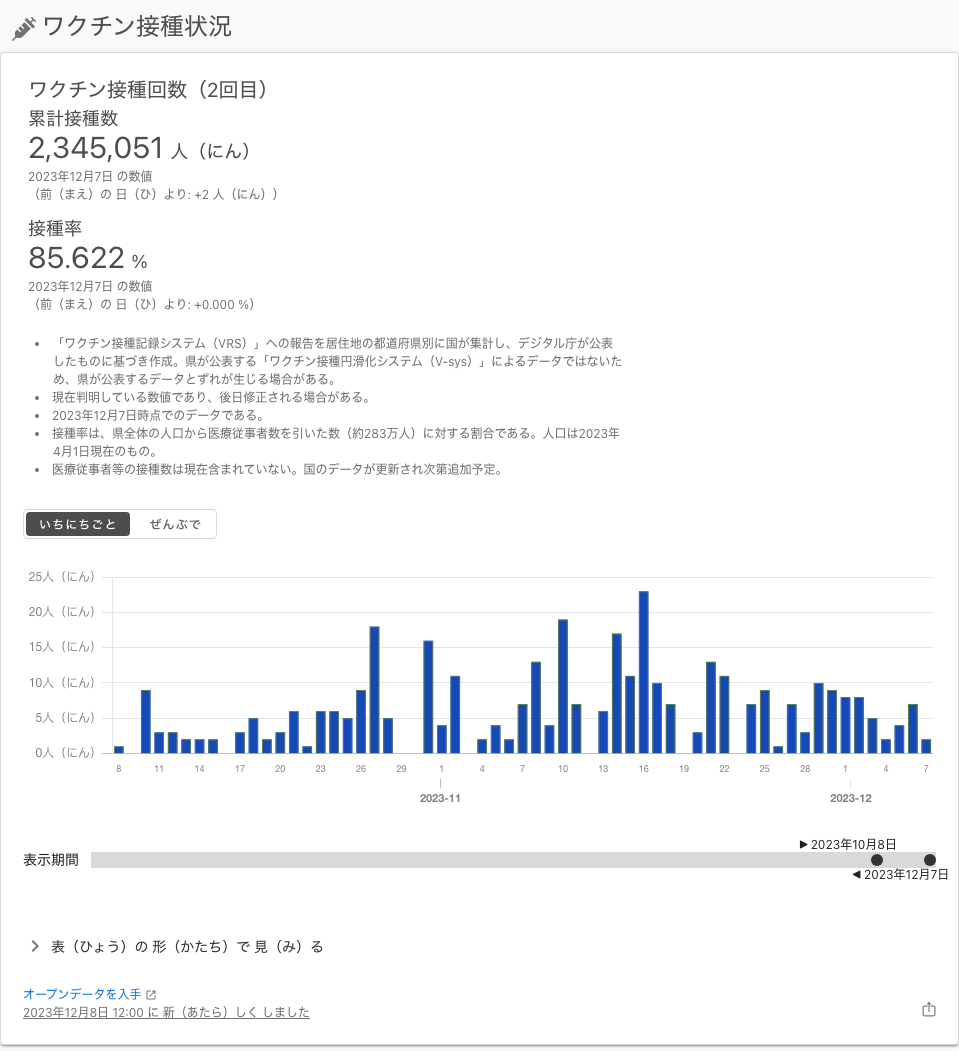 ワクチン接種状況
ワクチン接種回数（2回目）
累計接種数
2,345,051 人（にん）
2023年12月7日 の数値
（前（まえ）の 日（ひ）より: +2 人（にん））
接種率
85.622 %
2023年12月7日 の数値
（前（まえ）の 日（ひ）より: +0.000 %）
• 「ワクチン接種記録システム（VRS）」への報告を居住地の都道府県別に国が集計し、デジタル庁が公表
したものに基づき作成。県が公表する「ワクチン接種円滑化システム（V-sys）」によるデータではないた
め、県が公表するデータとずれが生じる場合がある。
• 現在判明している数値であり、後日修正される場合がある。
• 2023年12月7日時点でのデータである。
• 接種率は、県全体の人口から医療従事者数を引いた数（約283万人）に対する割合である。人口は2023年
4月1日現在のもの。
• 医療従事者等の接種数は現在含まれていない。国のデータが更新され次第追加予定。
いちにちごと ぜんぶで
25人（にん）
20人（にん）
15人（にん）
10人（にん）
5人（にん）
0人（にん）
8 11 14 17 20 23 26 29 1 4 7 10 13 16 19 22 25 28 1 4 7
2023-11 2023-12
▶ 2023年10月8日
表示期間
◀ 2023年12月7日
表（ひょう）の 形（かたち）で 見（み）る
オープンデータを入手
2023年12月8日 12:00 に 新（あたら）しく しました